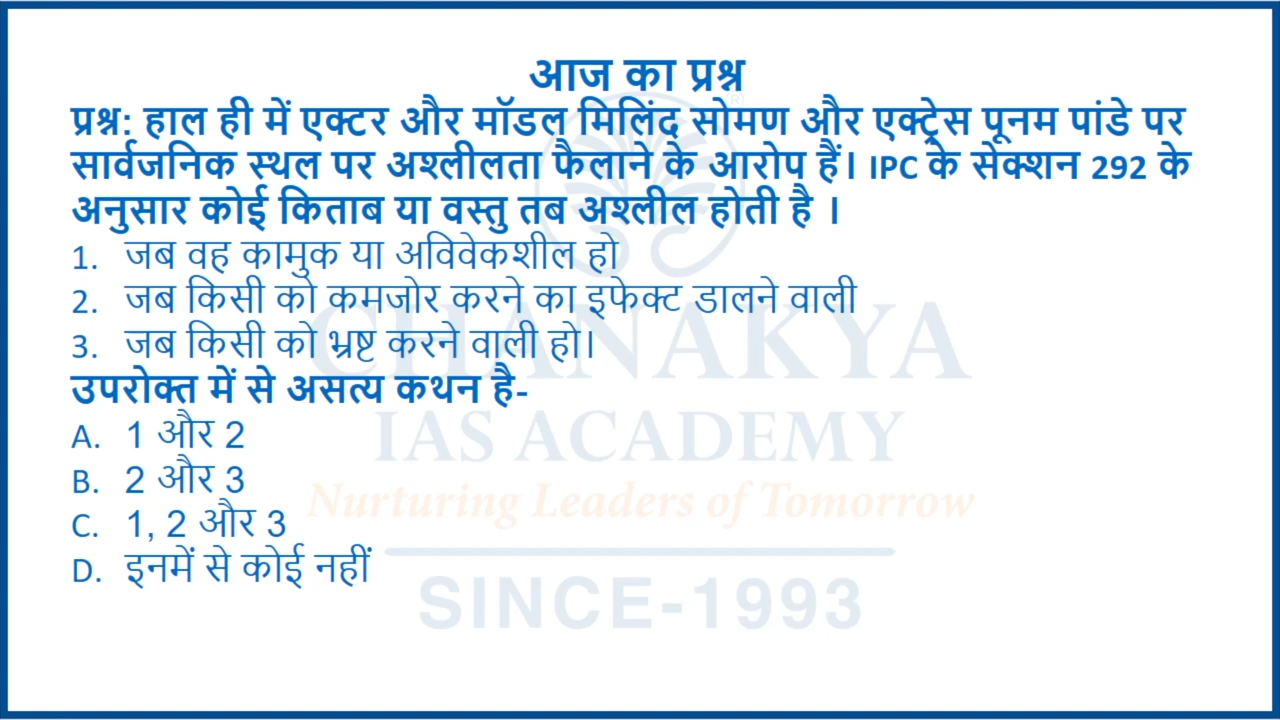 आज का प्रश्न
प्रश्न: हाल ही में एक्टर और मॉडल मिलिंद सोमण और एक्ट्रेस पूनम पांडे पर
सार्वजनिक स्थल पर अश्लीलता फैलाने के आरोप हैं। IPC के सेक्शन 292 के
अनुसार कोई किताब या वस्तु तब अश्लील होती है ।
1. जब वह कामुक या अविवेकशील हो
2. जब किसी को कमजोर करने का इफेक्ट डालने वाली
3. जब किसी को भ्रष्ट करने वाली हो।
उपरोक्त में से असत्य कथन है-
A. 1 और 2
B. 2 और 3
C. 1, 2 और 3
D. इनमें से कोई नहीं
CHANAKYA
IAS ACADEMY
Nurturing Leaders of Tomorrow
SINCE-1993
R